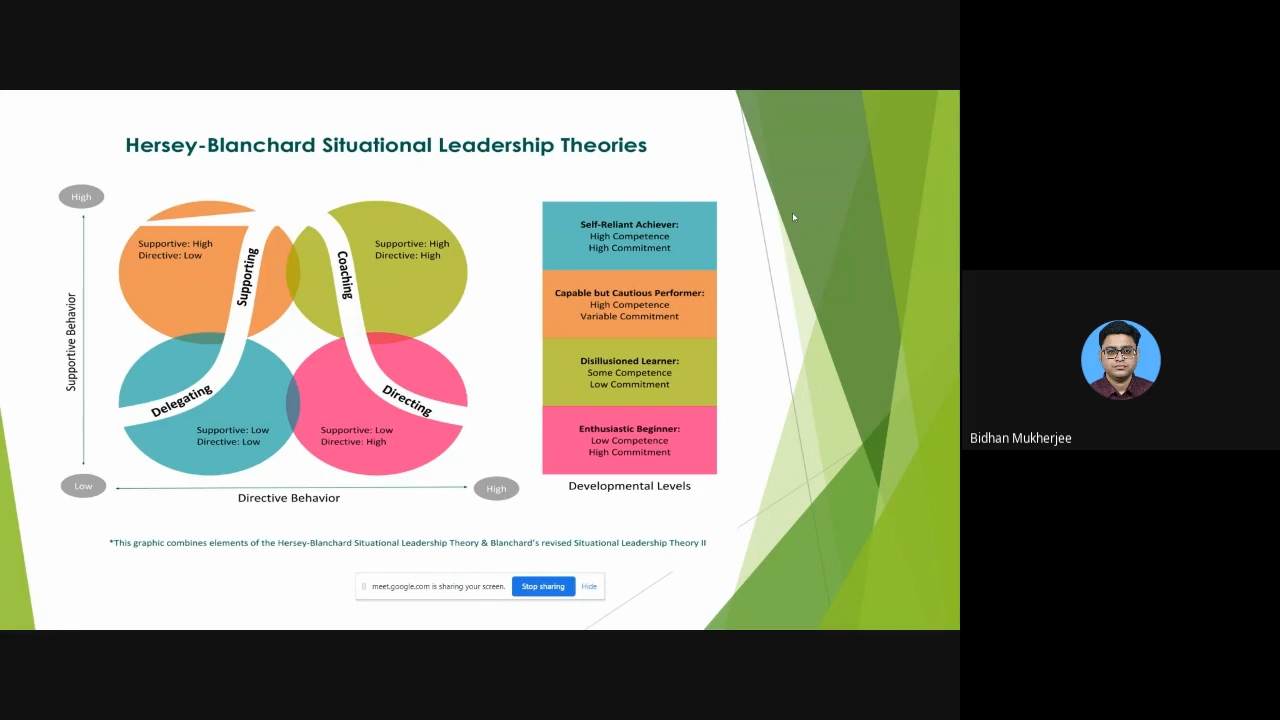 Hersey-Blanchard Situational Leadership Theories
High
Supportive: High
Directive: Low
Supporting
Coaching
Supportive: High
Directive: High
Supportive Behavior
Delegating
Directing
Supportive: Low
Directive: Low
Supportive: Low
Directive: High
Low
Directive Behavior
High
Self-Reliant Achiever:
High Competence
High Commitment
Capable but Cautious Performer:
High Competence
Variable Commitment
Disillusioned Learner:
Some Competence
Low Commitment
Enthusiastic Beginner:
Low Competence
High Commitment
Developmental Levels
*This graphic combines elements of the Hersey-Blanchard Situational Leadership Theory & Blanchard's revised Situational Leadership Theory II
meet.google.com is sharing your screen. Stop sharing Hide
Bidhan Mukherjee